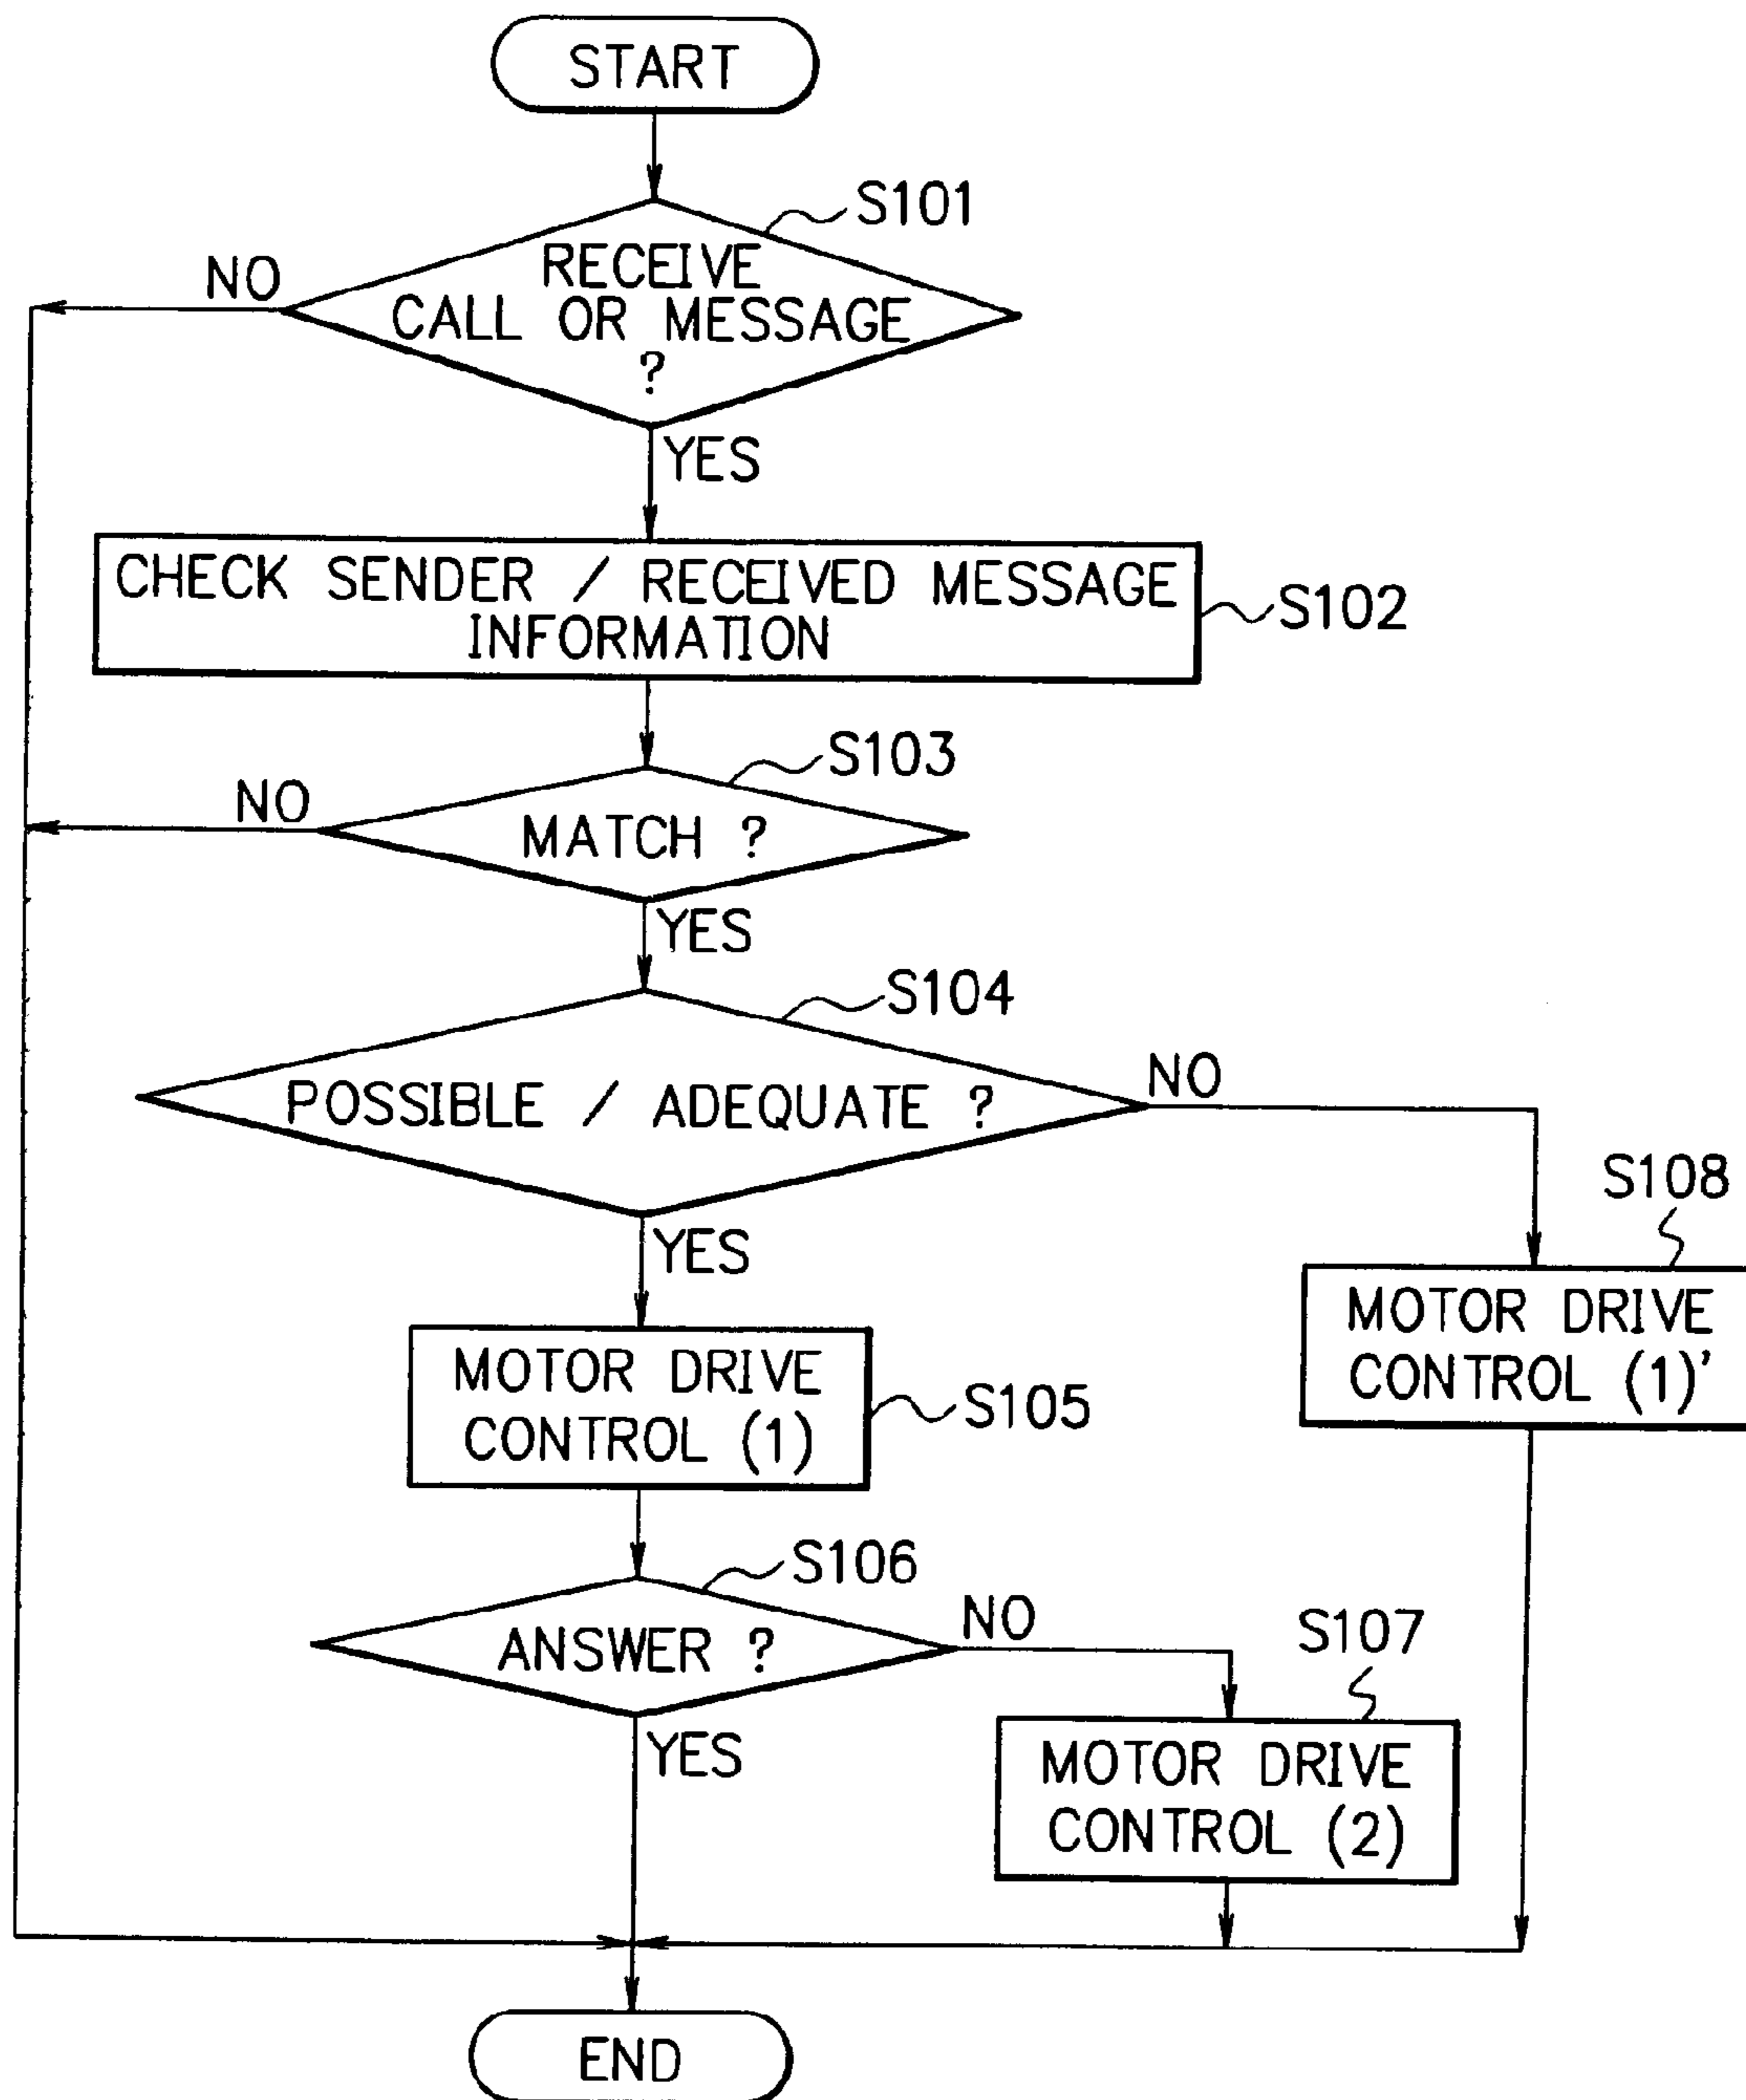 START
S101
RECEIVE
CALL OR MESSAGE
?
NO
YES
CHECK SENDER / RECEIVED MESSAGE
INFORMATION
S102
S103
NO
MATCH ?
YES
S104
POSSIBLE / ADEQUATE ?
NO
YES
S108
MOTOR DRIVE
CONTROL (1)'
MOTOR DRIVE
CONTROL (1)
S105
S106
ANSWER ?
NO
YES
S107
MOTOR DRIVE
CONTROL (2)
END